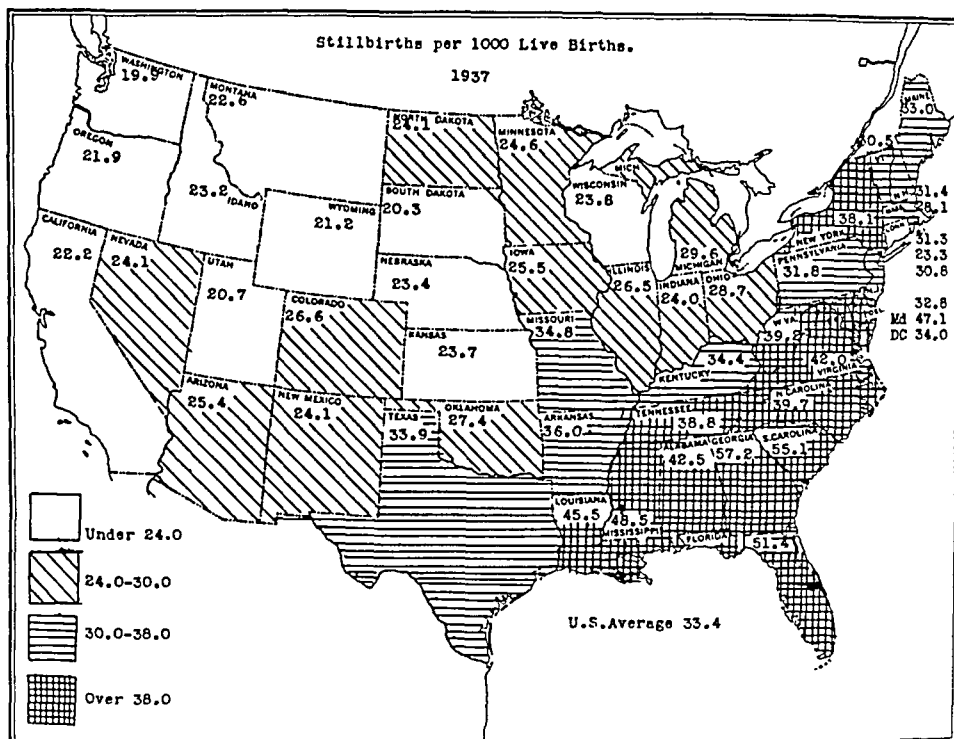 Stillbirths per 1000 Live Births.
1937
WASHINGTON
19.9
MONTANA
22.6
NORTH DAKOTA
24.1
MINNESOTA
24.6
MAINE
33.0
OREGON
21.9
23.2
IDAHO
WYOMING
21.2
SOUTH DAKOTA
20.3
WISCONSIN
23.8
MICH
40.5
VT.
N.H.
31.4
28.1
38.1
NEW YORK
CONN
31.3
23.3
30.8
CALIFORNIA
22.2
NEVADA
24.1
UTAH
20.7
NEBRASKA
23.4
IOWA
25.5
ILLINOIS
26.5
29.6
MICHIGAN
INDIANA
24.0
OHIO
28.7
PENNSYLVANIA
31.8
32.8
DEL
Md 47.1
DC 34.0
COLORADO
26.6
KANSAS
23.7
MISSOURI
34.8
W.VA.
39.2
34.4
KENTUCKY
42.0
VIRGINIA
ARIZONA
25.4
NEW MEXICO
24.1
TEXAS
33.9
OKLAHOMA
27.4
ARKANSAS
36.0
TENNESSEE
38.8
N CAROLINA
39.7
ALABAMA
42.5
GEORGIA
57.2
S.CAROLINA
55.1
LOUISIANA
45.5
48.5
MISSISSIPPI
FLORIDA
51.4
Under 24.0
24.0-30.0
30.0-38.0
Over 38.0
U.S.Average 33.4